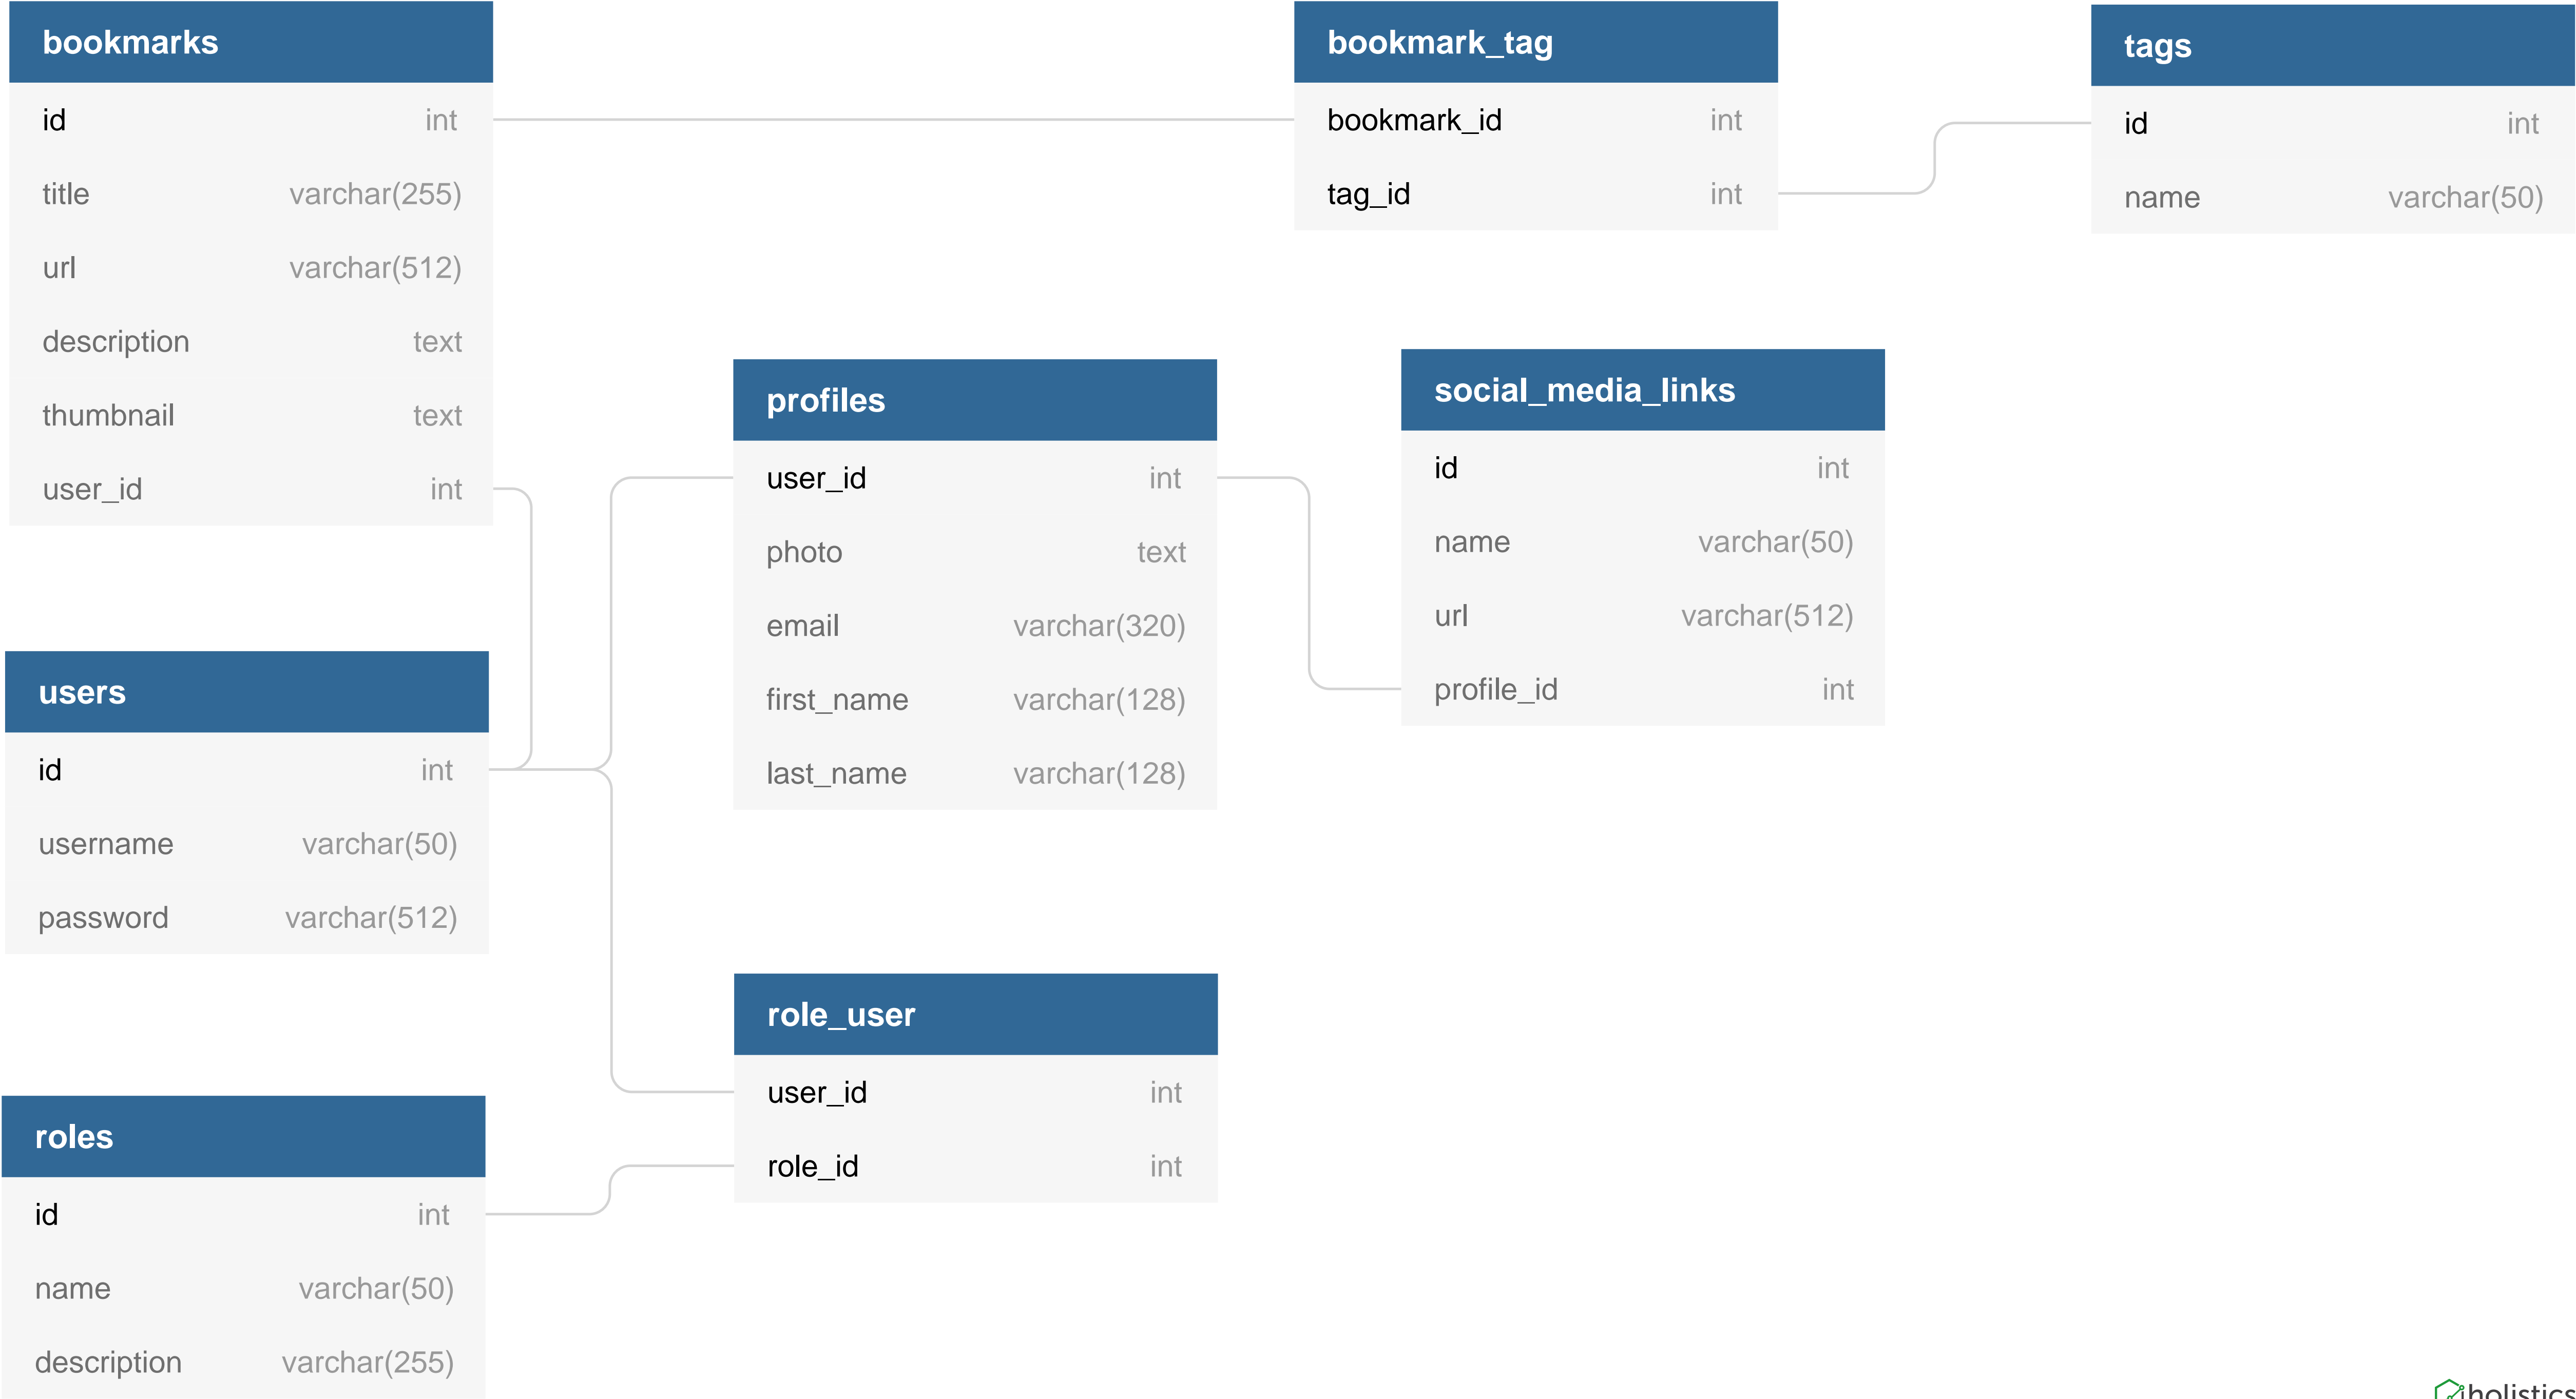 bookmarks
id int
title varchar(255)
url varchar(512)
description text
thumbnail text
user_id int
bookmark_tag
bookmark_id int
tag_id int
tags
id int
name varchar(50)
profiles
user_id int
photo text
email varchar(320)
first_name varchar(128)
last_name varchar(128)
social_media_links
id int
name varchar(50)
url varchar(512)
profile_id int
users
id int
username varchar(50)
password varchar(512)
role_user
user_id int
role_id int
roles
id int
name varchar(50)
description varchar(255)
holistics